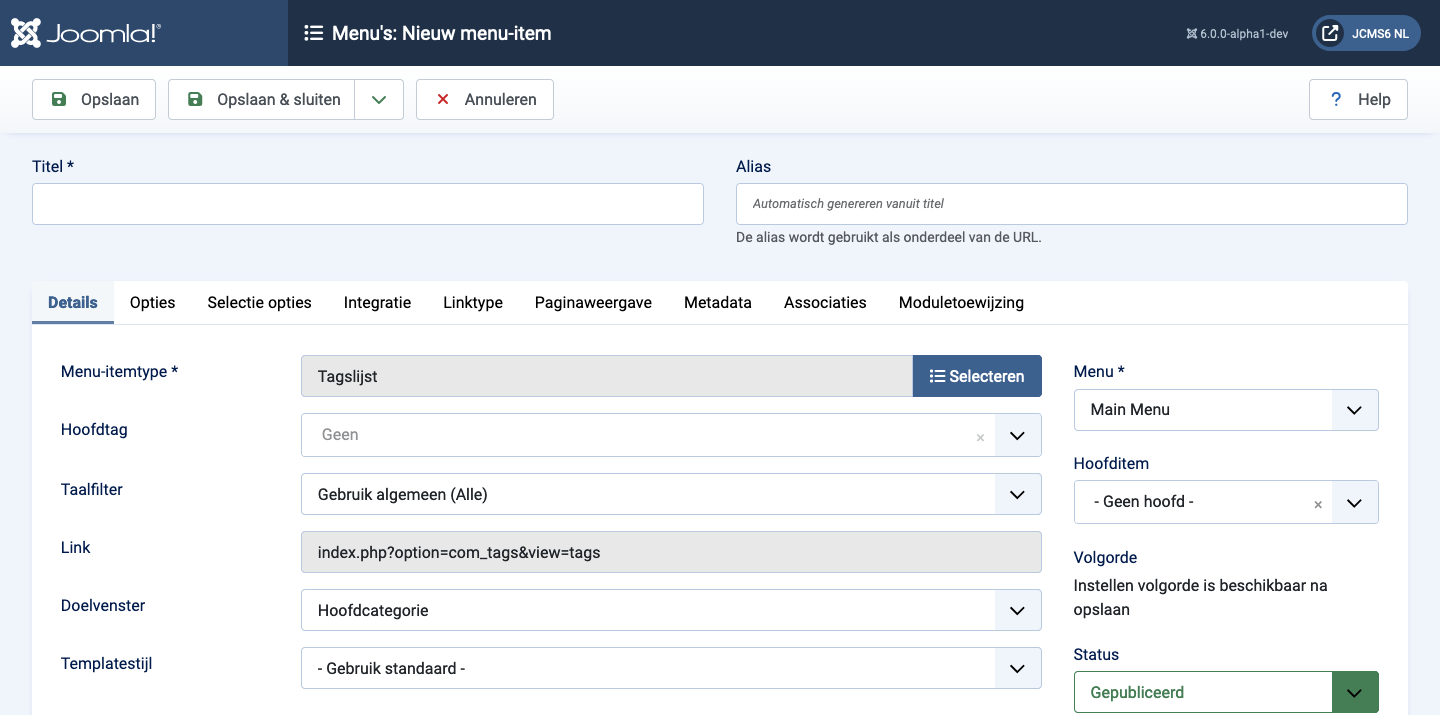 Joomla!®
Menu's: Nieuw menu-item
6.0.0-alpha1-dev
JCMS6 NL
Opslaan
Opslaan & sluiten
Annuleren
? Help
Titel *
Alias
Automatisch genereren vanuit titel
De alias wordt gebruikt als onderdeel van de URL.
Details Opties Selectie opties Integratie Linktype Paginaweergave Metadata Associaties Moduletoewijzing
Menu-itemtype *
Tagslijst
Selecteren
Hoofdtag
Geen ×
Taalfilter
Gebruik algemeen (Alle)
Link
index.php?option=com_tags&view=tags
Doelvenster
Hoofdcategorie
Templatestijl
- Gebruik standaard -
Menu *
Main Menu
Hoofditem
- Geen hoofd - ×
Volgorde
Instellen volgorde is beschikbaar na
opslaan
Status
Gepubliceerd